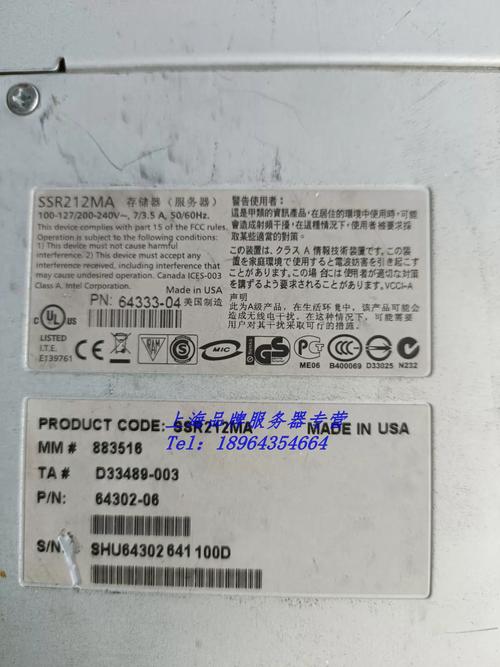 SSR212MA 存储器（服务器）
100-127/200-240V~, 7/3.5 A, 50/60Hz.
This device complies with part 15 of the FCC rules.
Operation is subject to the following conditions:
1) This device must not cause harmful
interference. 2) This device must accept any
interference received, including interference that
may cause undesired operation. Canada ICES-003
Class A. Intel Corporation.
Made in USA
PN: 64333-04 美国制造
警告使用者：
這是甲類的資訊產品，在居住的環境中使用時，可能
會造成射頻干擾，在這種情況下，使用者會被要求採
取某些適當的對策。
この装置は、クラス A 情報技術装置です。この装
置を家庭環境で使用すると電波妨害を引き起こす
ことがあります。この場合には使用者が適切な対策
を講ずるよう要求されることがあります。VCCI-A
声明
此为A级产品，在生活环境中，该产品可能会造
成无线电干扰。在这种情况下，可能需要
用户对其干扰采取可行的措施。
C UL US
LISTED
I.T.E.
E139761
CE
S
MIC
GS
PG
ME06
CCC
B400069
D33025
N232
上海品牌服务器专营
Tel: 18964354664
PRODUCT CODE: SSR212MA MADE IN USA
MM # 883516
TA # D33489-003
P/N: 64302-06
S/N: SHU64302641100D